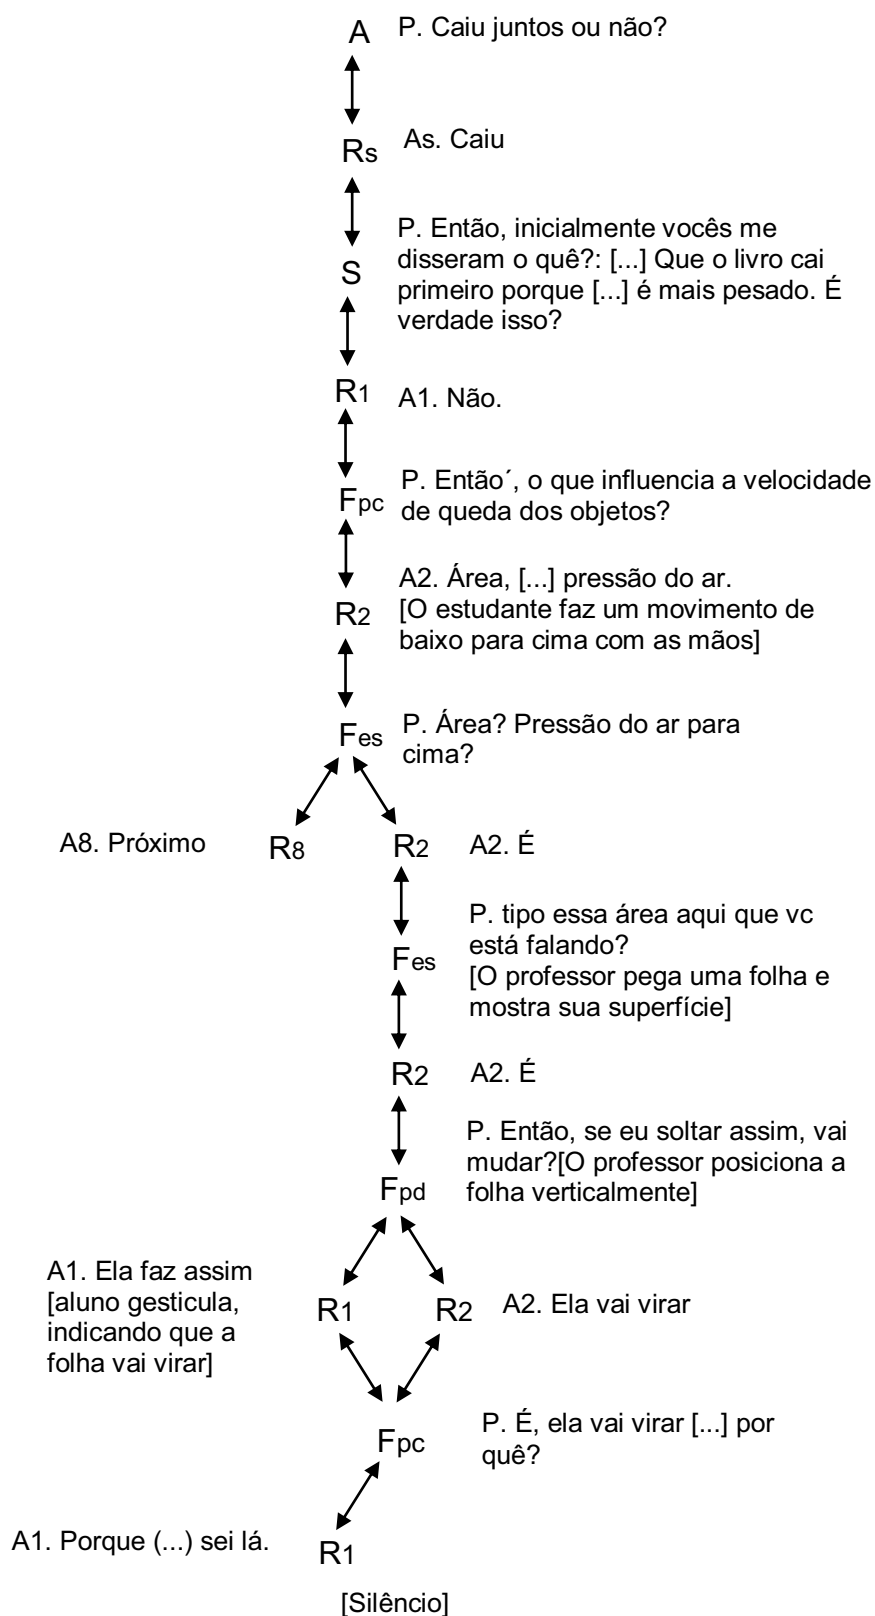 A P. Caiu juntos ou não?
Rs As. Caiu
P. Então, inicialmente vocês me
disseram o quê?: [...] Que o livro cai
S primeiro porque [...] é mais pesado. É
verdade isso?
R1 A1. Não.
P. Então´, o que influencia a velocidade
Fpc de queda dos objetos?
A2. Área, [...] pressão do ar.
R2 [O estudante faz um movimento de
baixo para cima com as mãos]
Fes P. Área? Pressão do ar para
cima?
A8. Próximo R8 R2 A2. É
P. tipo essa área aqui que vc
está falando?
Fes [O professor pega uma folha e
mostra sua superfície]
R2 A2. É
P. Então, se eu soltar assim, vai
mudar?[O professor posiciona a
Fpd folha verticalmente]
A1. Ela faz assim
[aluno gesticula,
indicando que a
folha vai virar]
R1 R2 A2. Ela vai virar
Fpc P. É, ela vai virar [...] por
quê?
A1. Porque (...) sei lá. R1
[Silêncio]